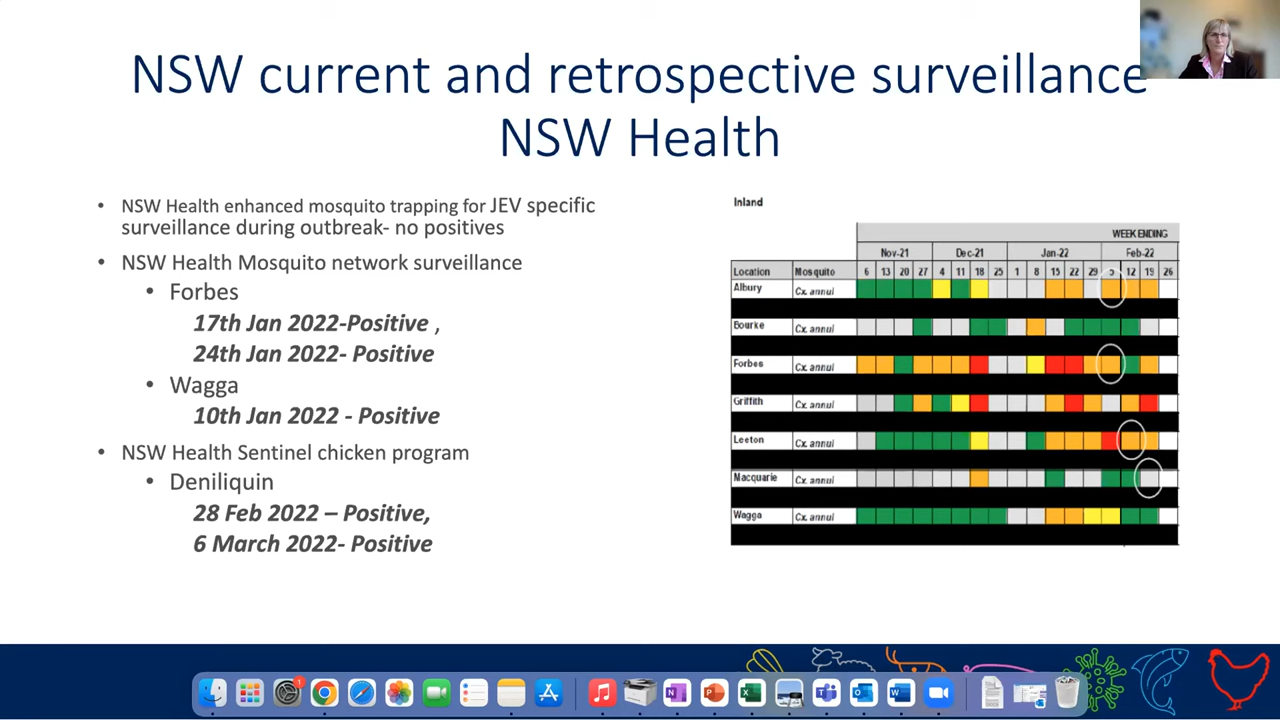 NSW current and retrospective surveillance
NSW Health
• NSW Health enhanced mosquito trapping for JEV specific
surveillance during outbreak- no positives
• NSW Health Mosquito network surveillance
• Forbes
17th Jan 2022-Positive ,
24th Jan 2022- Positive
• Wagga
10th Jan 2022 - Positive
• NSW Health Sentinel chicken program
• Deniliquin
28 Feb 2022 – Positive,
6 March 2022- Positive
Inland
WEEK ENDING
Nov-21 Dec-21 Jan-22 Feb-22
Location Mosquito 6 13 20 27 4 11 18 25 1 8 15 22 29 5 12 19 26
Albury Cx. annul
Bourke Cx. annul
Forbes Cx. annul
Griffith Cx. annul
Leeton Cx. annul
Macquarie Cx. annul
Wagga Cx. annul
1